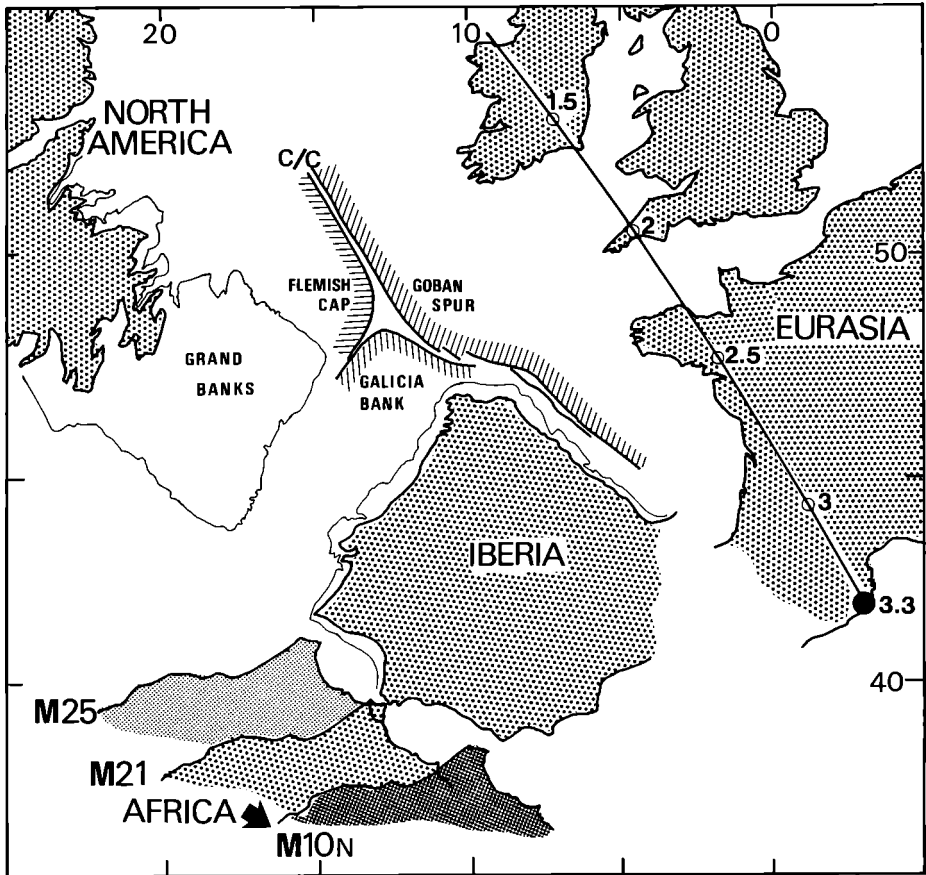 20
10
0
NORTH
AMERICA
1.5
C/C
2
50
FLEMISH
CAP
GOBAN
SPUR
EURASIA
GRAND
BANKS
2.5
GALICIA
BANK
3
IBERIA
3.3
40
M25
M21
AFRICA
M10N